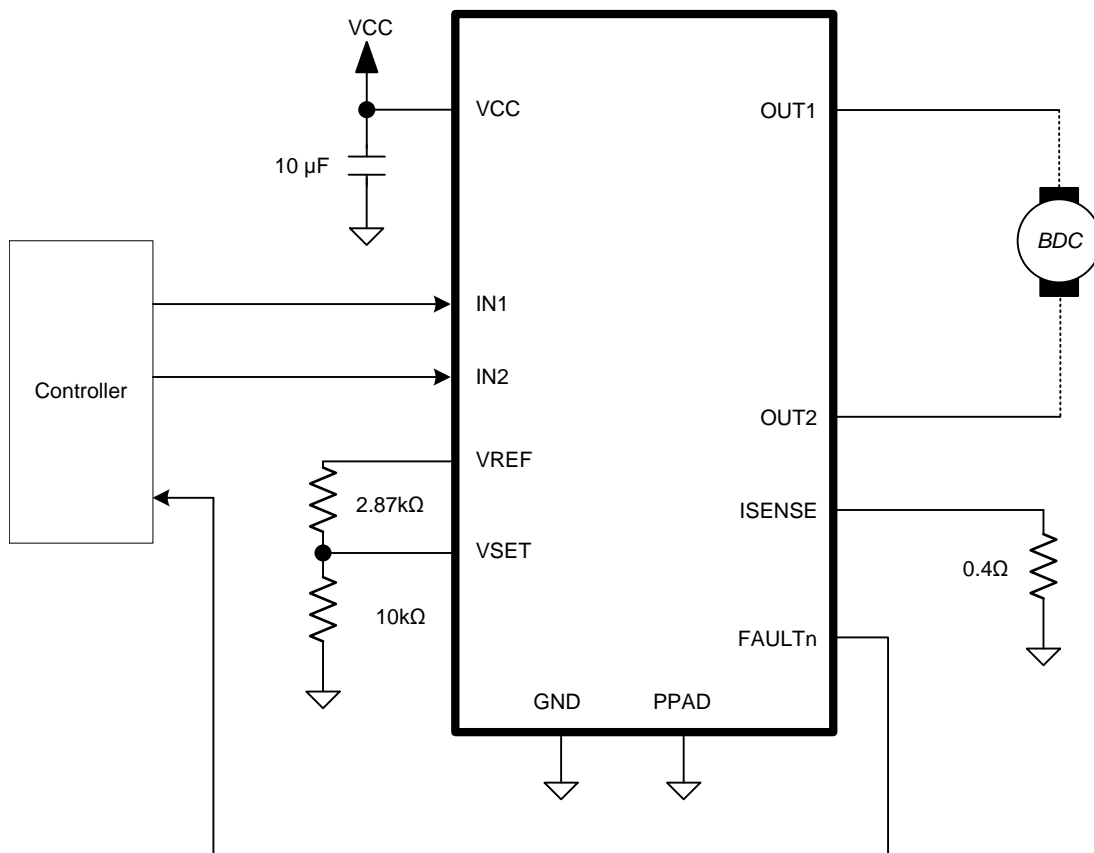 VCC
VCC
OUT1
10 µF
BDC
IN1
IN2
Controller
OUT2
VREF
2.87kΩ
ISENSE
VSET
0.4Ω
10kΩ
FAULTn
GND
PPAD